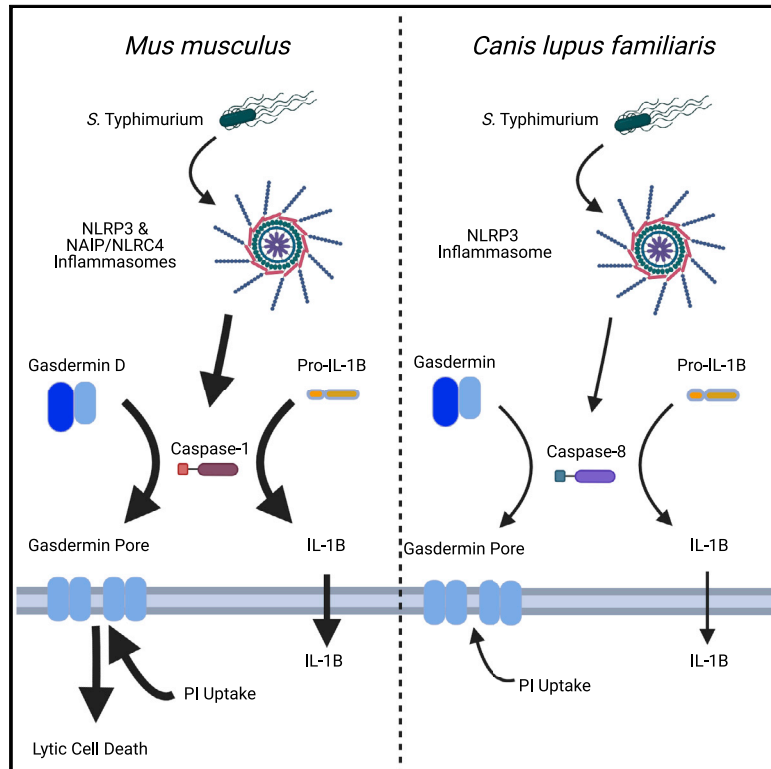 Mus musculus
S. Typhimurium
NLRP3 &
NAIP/NLRC4
Inflammasomes
Gasdermin D
Pro-IL-1B
Caspase-1
Gasdermin Pore
IL-1B
IL-1B
PI Uptake
Lytic Cell Death
Canis lupus familiaris
S. Typhimurium
NLRP3
Inflammasome
Gasdermin
Pro-IL-1B
Caspase-8
Gasdermin Pore
IL-1B
IL-1B
PI Uptake